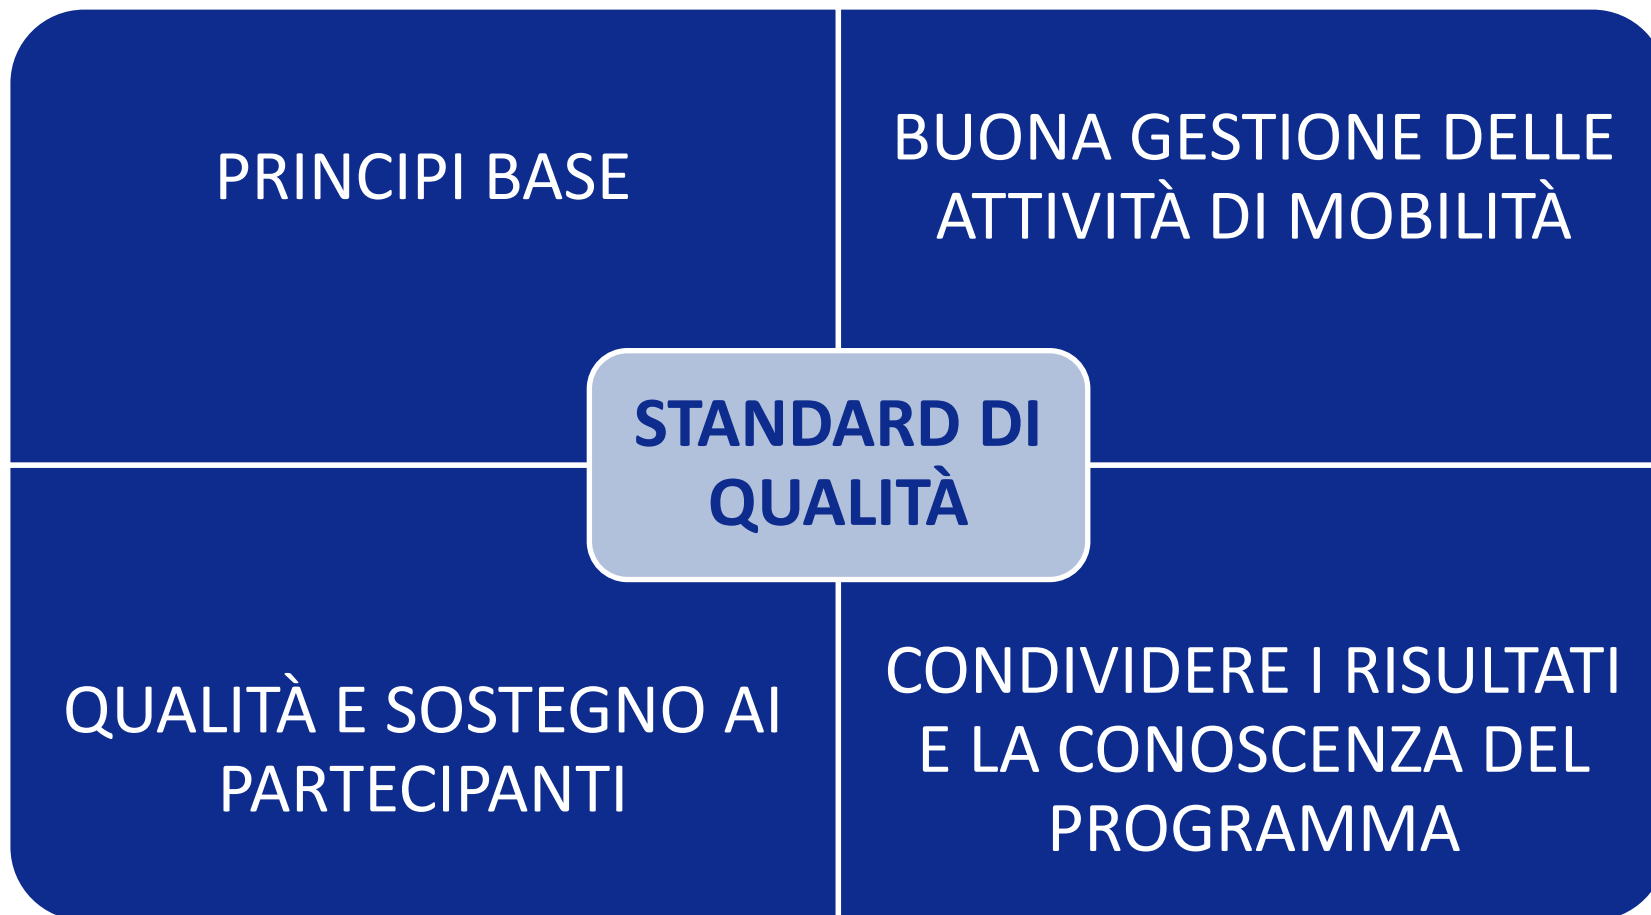 PRINCIPI BASE
BUONA GESTIONE DELLE
ATTIVITÀ DI MOBILITÀ
STANDARD DI
QUALITÀ
QUALITÀ E SOSTEGNO AI
PARTECIPANTI
CONDIVIDERE I RISULTATI
E LA CONOSCENZA DEL
PROGRAMMA